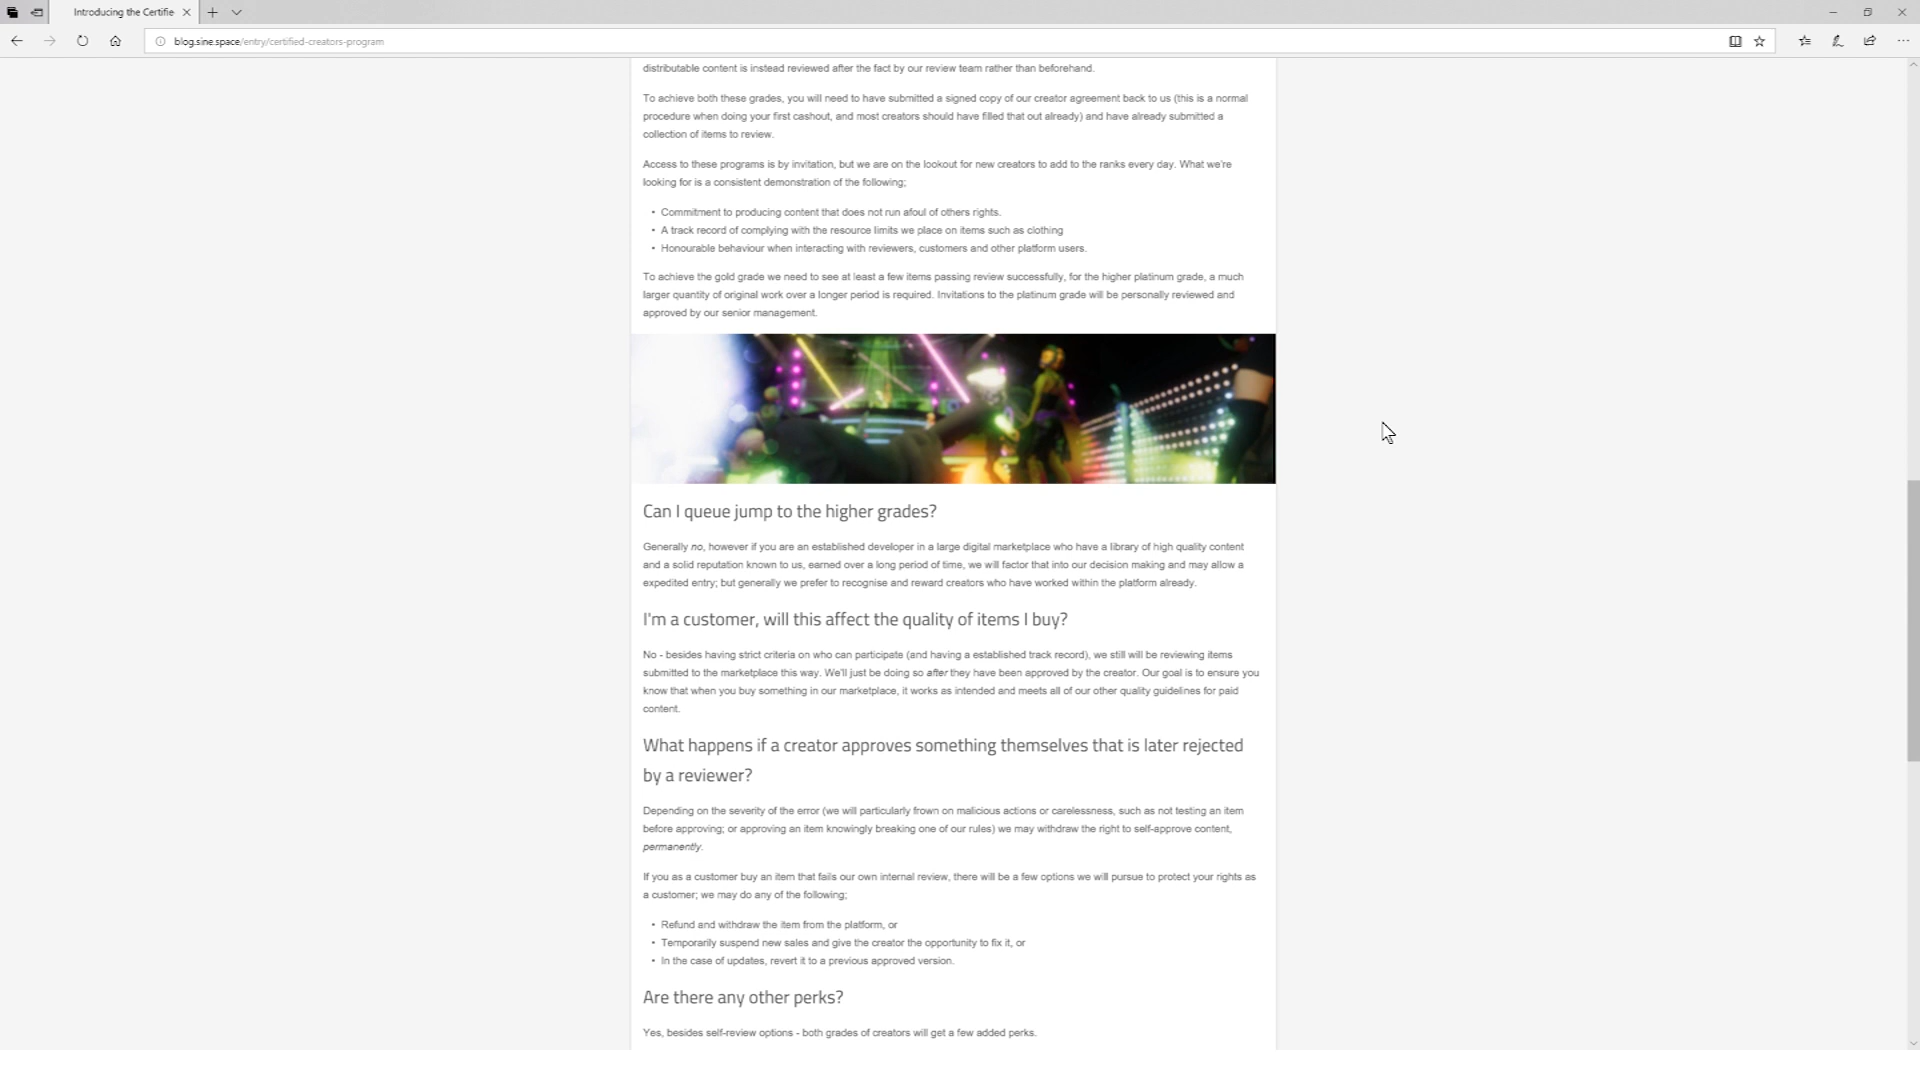 Introducing the Certifie
blog.sine.space/entry/certified-creators-program
distributable content is instead reviewed after the fact by our review team rather than beforehand.
To achieve both these grades, you will need to have submitted a signed copy of our creator agreement back to us (this is a normal
procedure when doing your first cashout, and most creators should have filled that out already) and have already submitted a
collection of items to review.
Access to these programs is by invitation, but we are on the lookout for new creators to add to the ranks every day. What we're
looking for is a consistent demonstration of the following;
• Commitment to producing content that does not run afoul of others rights.
• A track record of complying with the resource limits we place on items such as clothing
• Honourable behaviour when interacting with reviewers, customers and other platform users.
To achieve the gold grade we need to see at least a few items passing review successfully, for the higher platinum grade, a much
larger quantity of original work over a longer period is required. Invitations to the platinum grade will be personally reviewed and
approved by our senior management.
Can I queue jump to the higher grades?
Generally no, however if you are an established developer in a large digital marketplace who have a library of high quality content
and a solid reputation known to us, earned over a long period of time, we will factor that into our decision making and may allow a
expedited entry; but generally we prefer to recognise and reward creators who have worked within the platform already.
I'm a customer, will this affect the quality of items I buy?
No - besides having strict criteria on who can participate (and having a established track record), we still will be reviewing items
submitted to the marketplace this way. We'll just be doing so after they have been approved by the creator. Our goal is to ensure you
know that when you buy something in our marketplace, it works as intended and meets all of our other quality guidelines for paid
content.
What happens if a creator approves something themselves that is later rejected
by a reviewer?
Depending on the severity of the error (we will particularly frown on malicious actions or carelessness, such as not testing an item
before approving; or approving an item knowingly breaking one of our rules) we may withdraw the right to self-approve content,
permanently.
If you as a customer buy an item that fails our own internal review, there will be a few options we will pursue to protect your rights as
a customer; we may do any of the following;
• Refund and withdraw the item from the platform, or
• Temporarily suspend new sales and give the creator the opportunity to fix it, or
• In the case of updates, revert it to a previous approved version.
Are there any other perks?
Yes, besides self-review options - both grades of creators will get a few added perks.